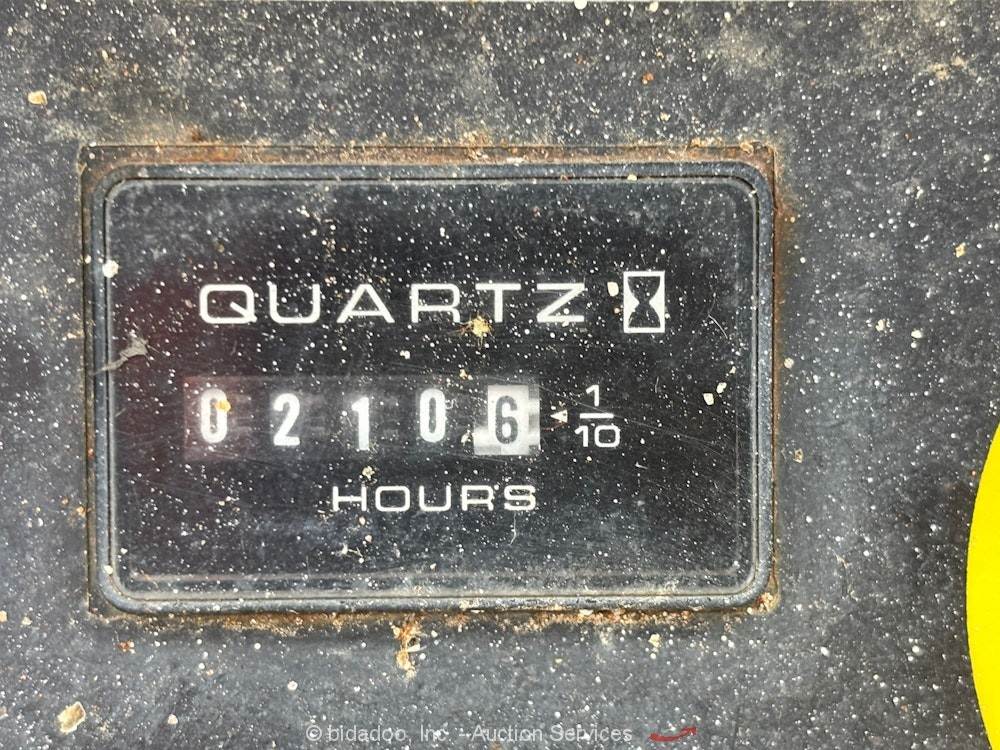 QUARTZ
02106 1/10
HOURS
© bidadoo, Inc. - Auction Services